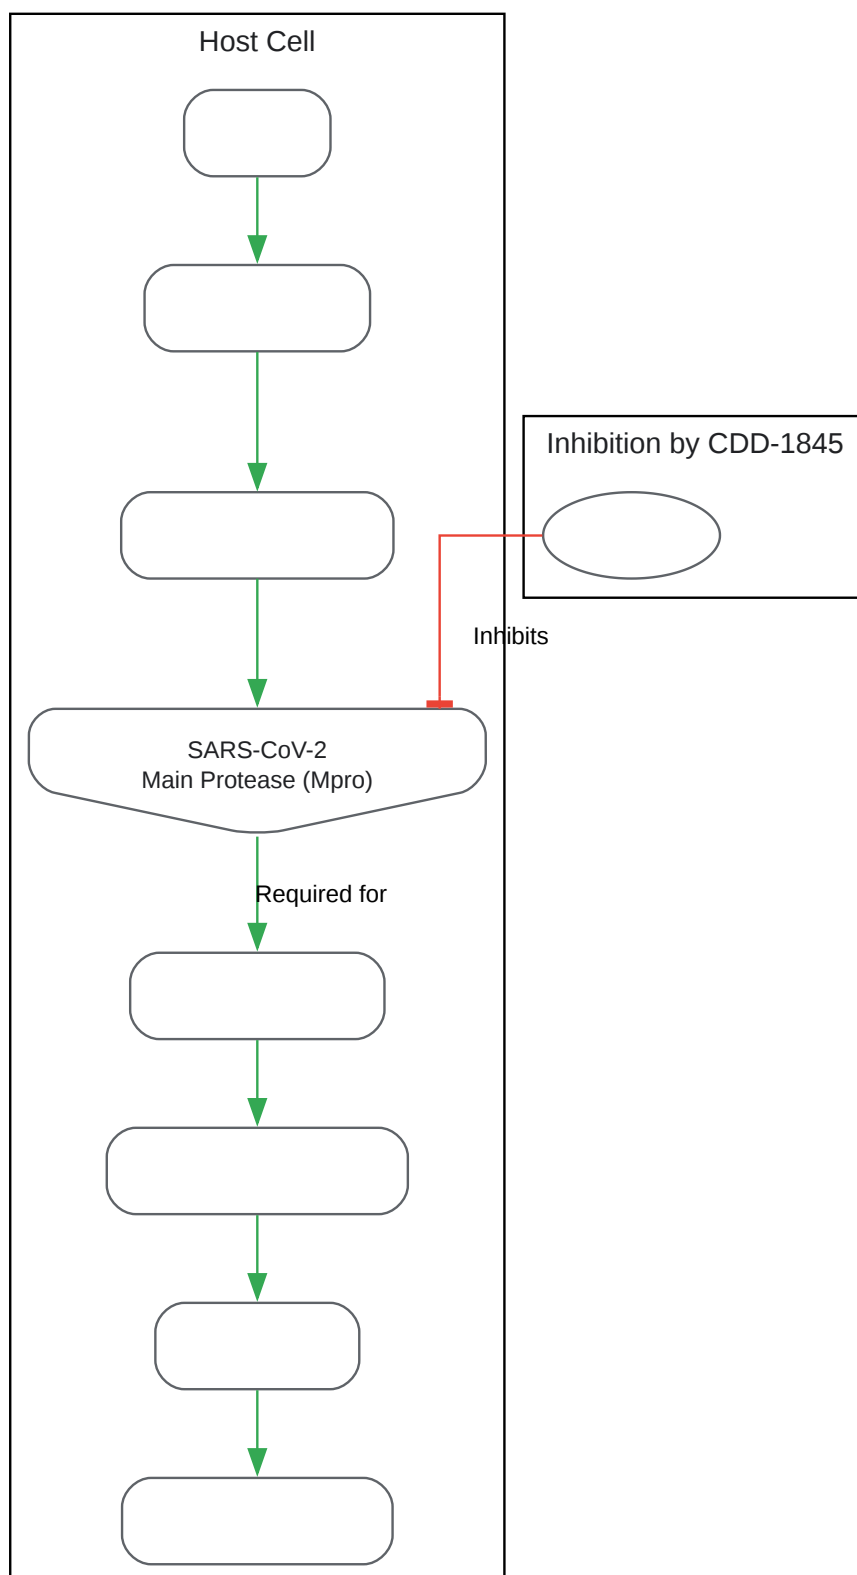 Host Cell
Inhibition by CDD-1845
Inhibits
SARS-CoV-2
Main Protease (Mpro)
Required for